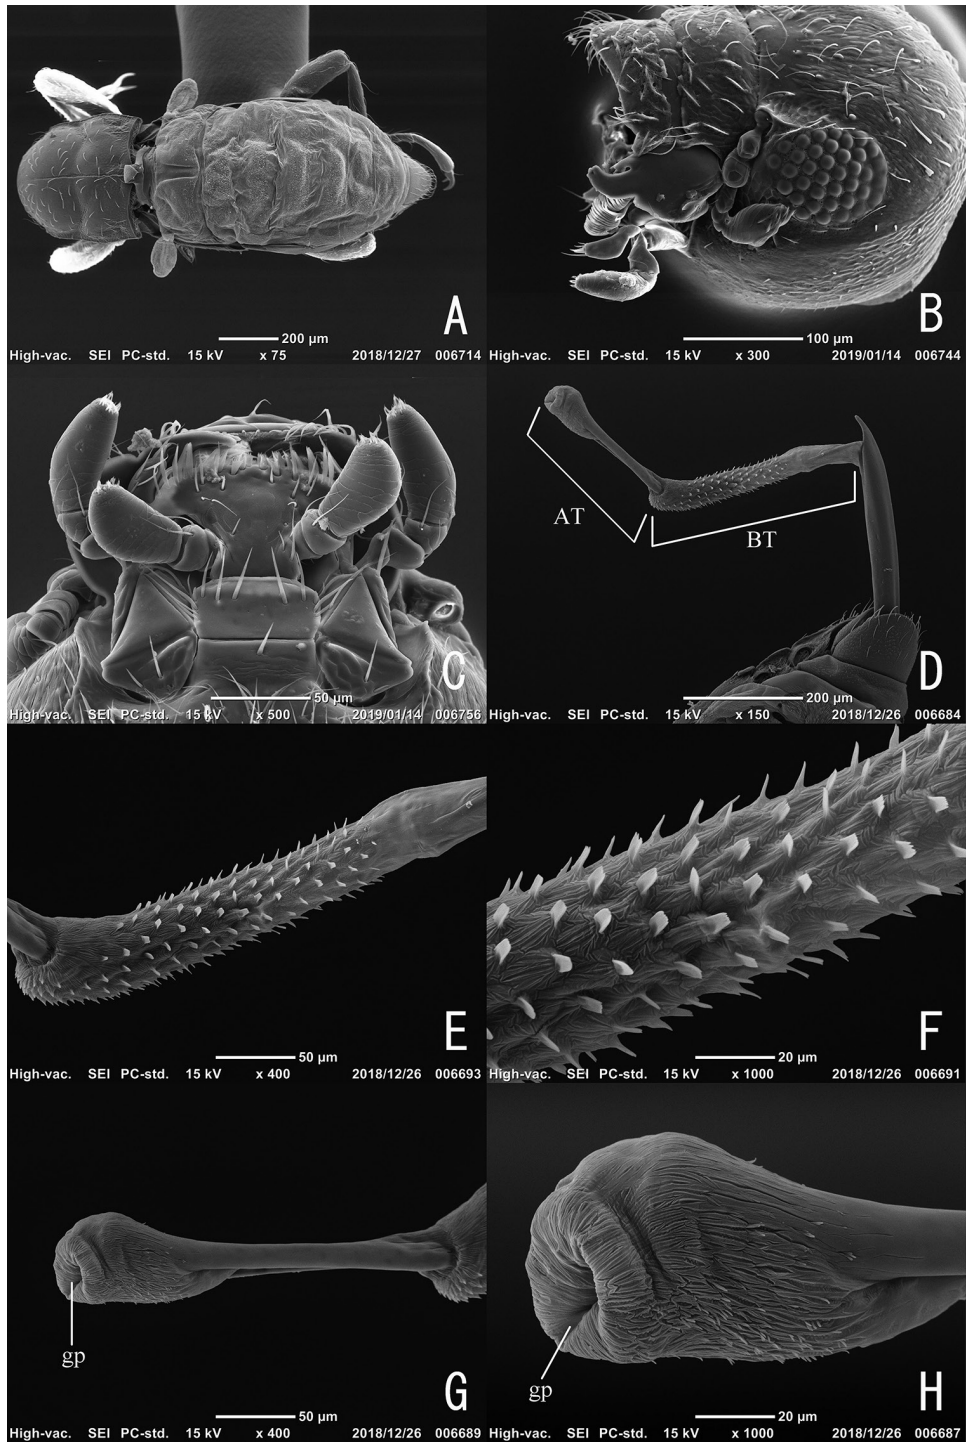 A
200 µm
High-vac. SEI PC-std. 15 kV x 75 2018/12/27 006714
B
100 µm
High-vac. SEI PC-std. 15 kV x 300 2019/01/14 006744
C
50 µm
High-vac. SEI PC-std. 15 kV x 500 2019/01/14 006756
AT
BT
D
200 µm
High-vac. SEI PC-std. 15 kV x 150 2018/12/26 006684
E
50 µm
High-vac. SEI PC-std. 15 kV x 400 2018/12/26 006693
F
20 µm
High-vac. SEI PC-std. 15 kV x 1000 2018/12/26 006691
gp
G
50 µm
High-vac. SEI PC-std. 15 kV x 400 2018/12/26 006689
gp
H
20 µm
High-vac. SEI PC-std. 15 kV x 1000 2018/12/26 006687